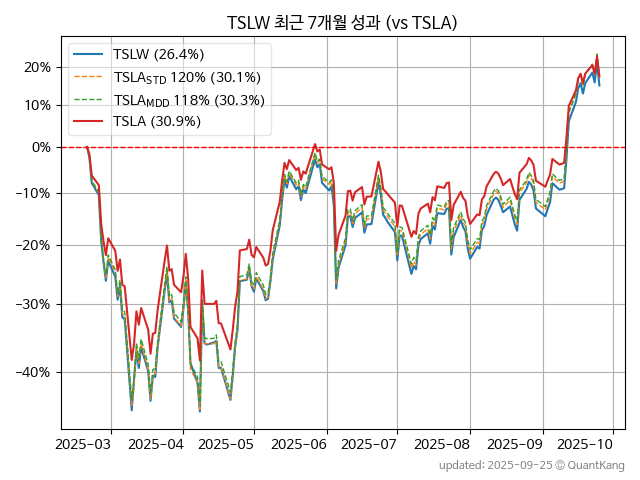 TSLW 최근 7개월 성과 (vs TSLA)
TSLW (26.4%)
TSLA_STD 120% (30.1%)
TSLA_MDD 118% (30.3%)
TSLA (30.9%)
20%
10%
0%
−10%
−20%
−30%
−40%
2025-03 2025-04 2025-05 2025-06 2025-07 2025-08 2025-09 2025-10
updated: 2025-09-25 © QuantKang